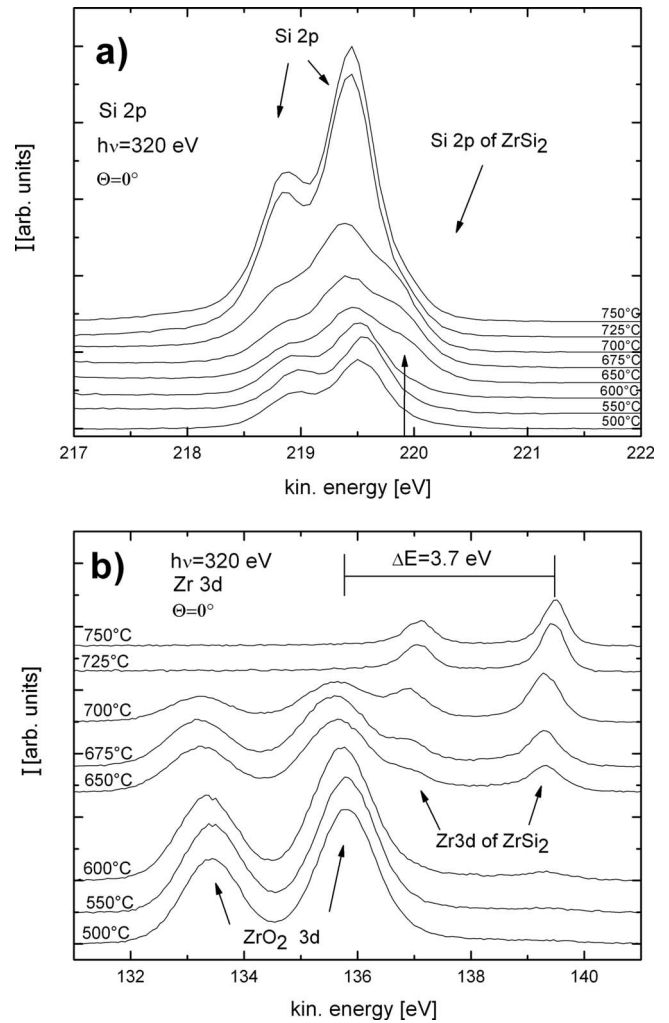 a)
Si 2p
Si 2p
hν=320 eV
Θ=0°
Si 2p of ZrSi2
I [arb. units]
750°C
725°C
700°C
675°C
650°C
600°C
550°C
500°C
217 218 219 220 221 222
kin. energy [eV]
b)
hν=320 eV
Zr 3d
Θ=0°
ΔE=3.7 eV
I [arb. units]
750°C
725°C
700°C
675°C
650°C
600°C
550°C
500°C
Zr3d of ZrSi2
ZrO2 3d
132 134 136 138 140
kin. energy [eV]